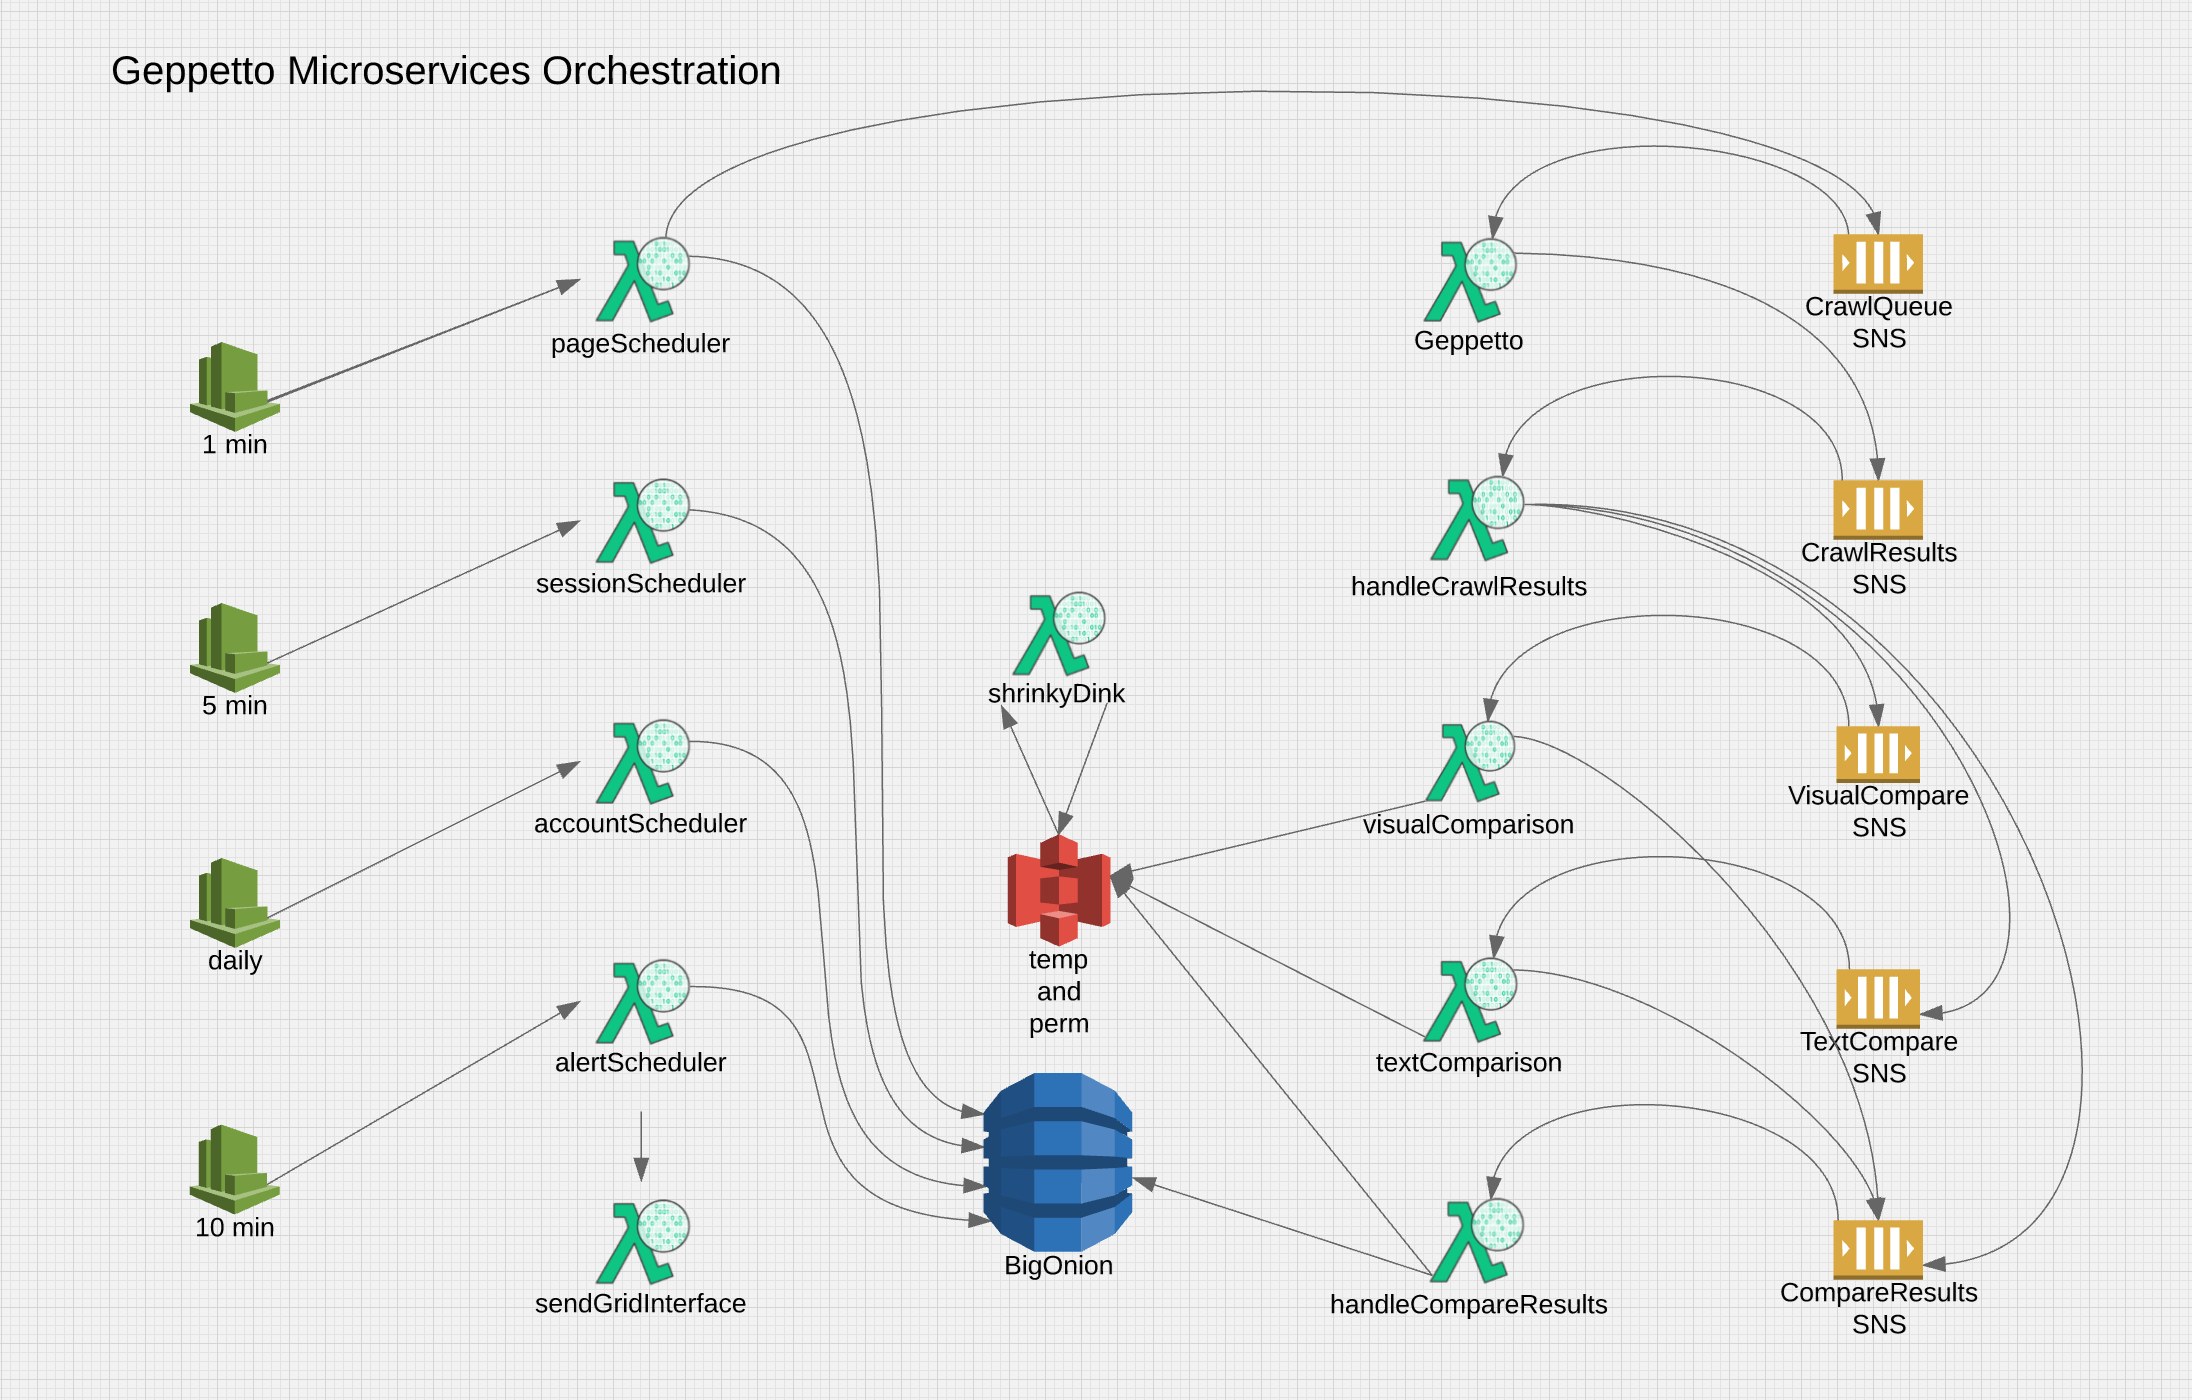 Geppetto Microservices Orchestration
pageScheduler
Geppetto
CrawlQueue
SNS
1 min
sessionScheduler
handleCrawlResults
CrawlResults
SNS
5 min
shrinkyDink
accountScheduler
visualComparison
VisualCompare
SNS
daily
temp
and
perm
alertScheduler
textComparison
TextCompare
SNS
10 min
BigOnion
sendGridInterface
handleCompareResults
CompareResults
SNS